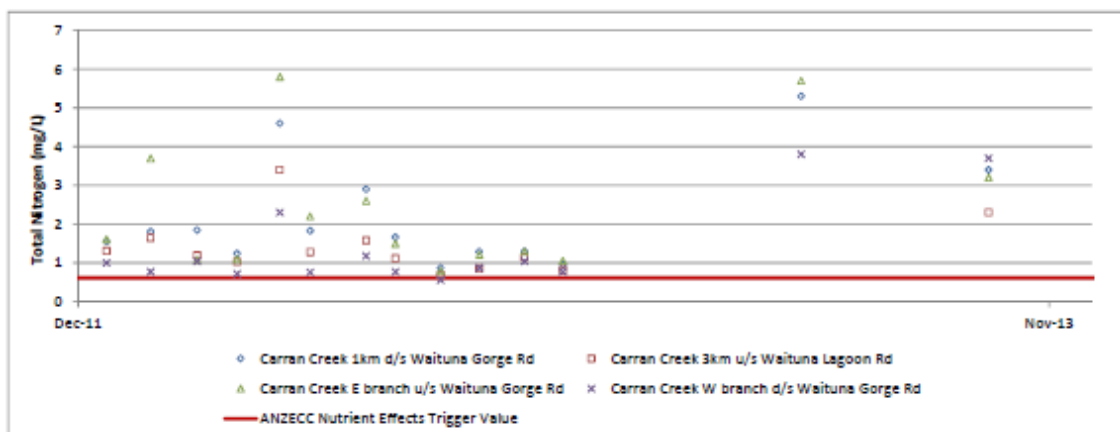 7
6
5
4
3
2
1
0
Total Nitrogen (mg/L)
Dec-11
Nov-13
Carran Creek 1km d/s Waituna Gorge Rd
Carran Creek 3km u/s Waituna Lagoon Rd
Carran Creek E branch u/s Waituna Gorge Rd
Carran Creek W branch d/s Waituna Gorge Rd
ANZECC Nutrient Effects Trigger Value